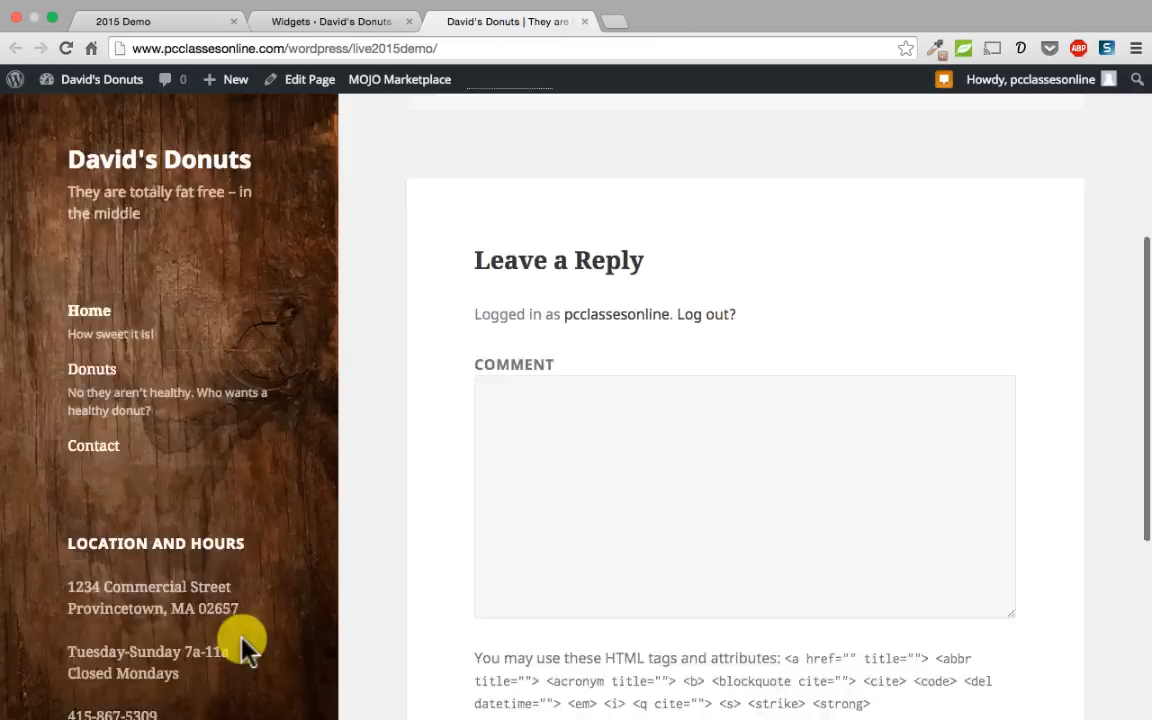 2015 Demo
Widgets ‹ David's Donuts
David's Donuts | They are
www.pcclassesonline.com/wordpress/live2015demo/
David's Donuts 0 New Edit Page MOJO Marketplace
Howdy, pcclassesonline
David's Donuts
They are totally fat free – in
the middle
Home
How sweet it is!
Donuts
No they aren't healthy. Who wants a
healthy donut?
Contact
LOCATION AND HOURS
1234 Commercial Street
Provincetown, MA 02657
Tuesday-Sunday 7a-11a
Closed Mondays
415-867-5309
Leave a Reply
Logged in as pcclassesonline. Log out?
COMMENT
You may use these HTML tags and attributes: <a href="" title=""> <abbr
title=""> <acronym title=""> <b> <blockquote cite=""> <cite> <code> <del
datetime=""> <em> <i> <q cite=""> <s> <strike> <strong>
ABP